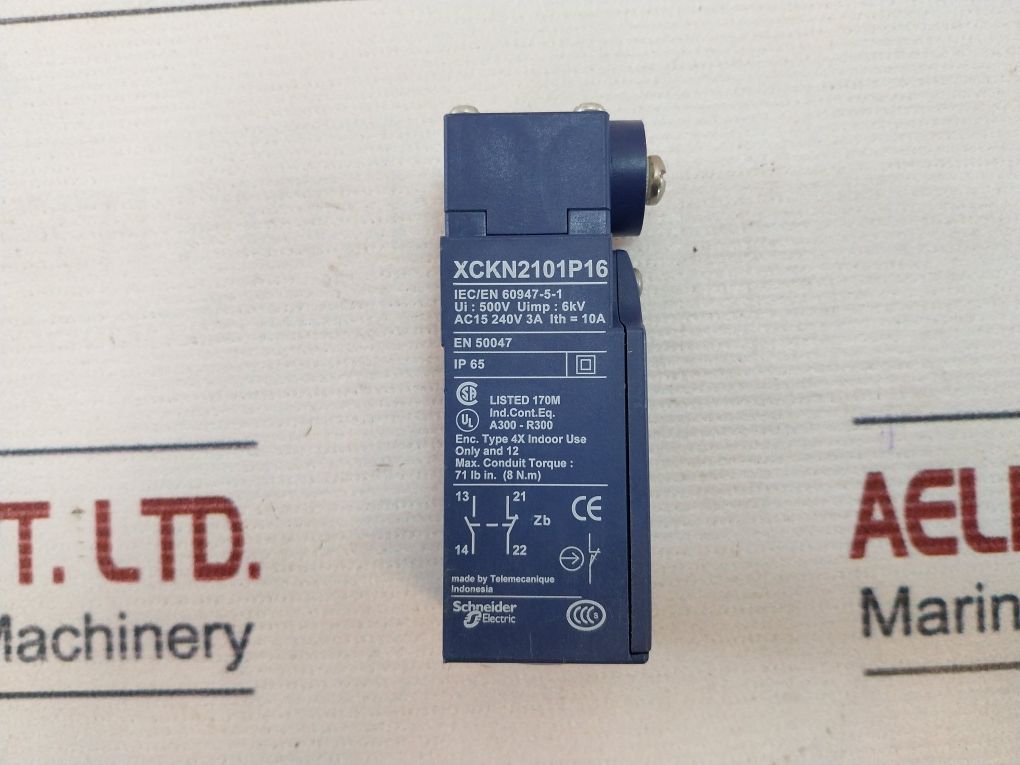 XCKN2101P16
IEC/EN 60947-5-1
Ui : 500V Uimp : 6kV
AC15 240V 3A Ith = 10A
EN 50047
IP 65
LISTED 170M
Ind.Cont.Eq.
A300 - R300
Enc. Type 4X Indoor Use
Only and 12
Max. Conduit Torque :
71 lb in. (8 N.m)
13 21
Zb
14 22
CE
made by Telemecanique
Indonesia
Schneider
Electric
CCC S
SA
UL
T. LTD.
Machinery
AEL
Marin